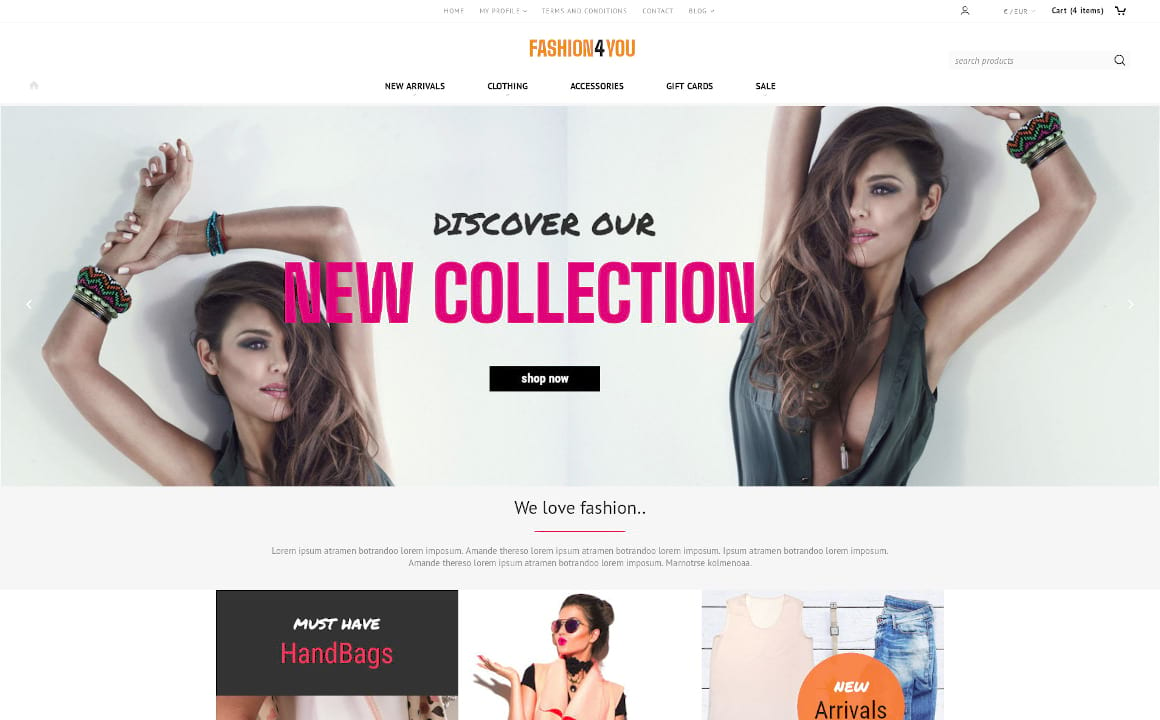 HOME MY PROFILE TERMS AND CONDITIONS CONTACT BLOG € / EUR Cart (4 items)
FASHION4YOU
search products
NEW ARRIVALS CLOTHING ACCESSORIES GIFT CARDS SALE
DISCOVER OUR
NEW COLLECTION
shop now
We love fashion..
Lorem ipsum atramen botrandoo lorem imposum. Amande thereso lorem ipsum atramen botrandoo lorem imposum. Ipsum atramen botrandoo lorem imposum.
Amande thereso lorem ipsum atramen botrandoo lorem imposum. Marnotrse kolmenoaa.
MUST HAVE
HandBags
NEW
Arrivals